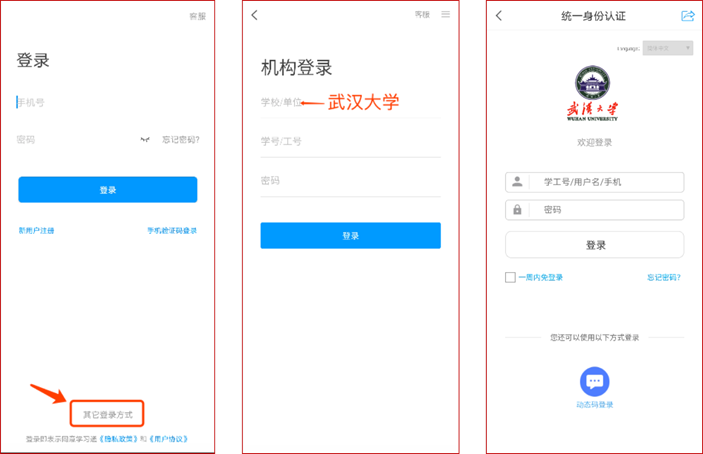 客服
登录
手机号
密码
忘记密码?
登录
新用户注册
手机验证码登录
其它登录方式
登录即表示同意学习通《隐私政策》和《用户协议》
客服
机构登录
学校/单位
武汉大学
学号/工号
密码
登录
统一身份认证
Language:
武汉大学
WUHAN UNIVERSITY
欢迎登录
学工号/用户名/手机
密码
登录
一周内免登录
忘记密码?
您还可以使用以下方式登录
动态码登录